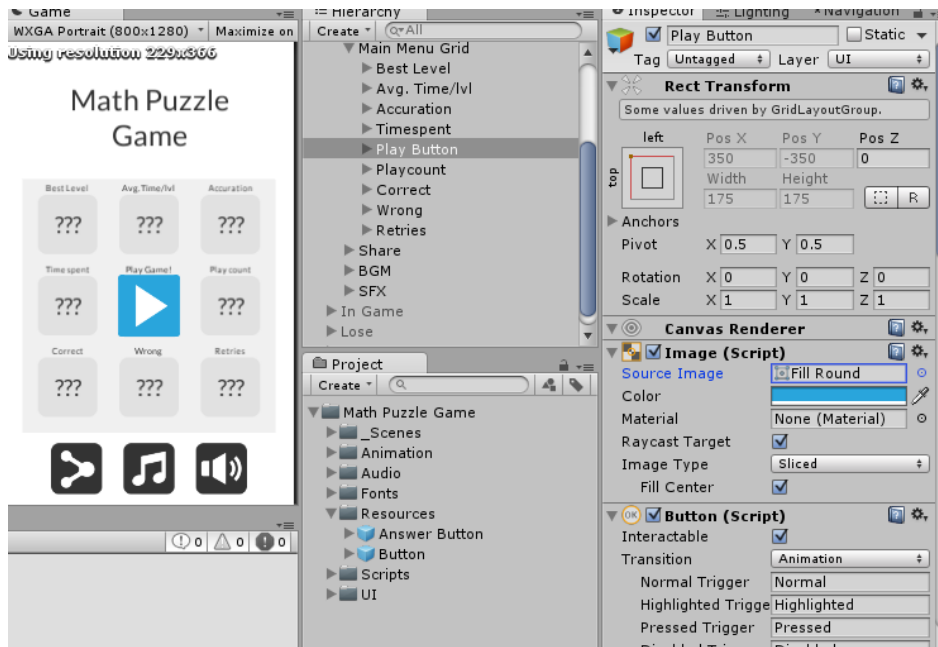 Game
WXGA Portrait (800x1280)
Maximize on
Using resolution 229x366
Math Puzzle
Game
Best Level
Avg. Time/lvl
Accuration
???
???
???
Time spent
Play Game!
Play count
???
???
Correct
Wrong
Retries
???
???
???
0
0
0
Hierarchy
Create
All
Main Menu Grid
Best Level
Avg. Time/lvl
Accuration
Timespent
Play Button
Playcount
Correct
Wrong
Retries
Share
BGM
SFX
In Game
Lose
Project
Create
Math Puzzle Game
_Scenes
Animation
Audio
Fonts
Resources
Answer Button
Button
Scripts
UI
Inspector
Lighting
Navigation
Play Button
Static
Tag Untagged Layer UI
Rect Transform
Some values driven by GridLayoutGroup.
left
Pos X Pos Y Pos Z
top
350 -350 0
Width Height
175 175 R
Anchors
Pivot X 0.5 Y 0.5
Rotation X 0 Y 0 Z 0
Scale X 1 Y 1 Z 1
Canvas Renderer
Image (Script)
Source Image Fill Round
Color
Material None (Material)
Raycast Target
Image Type Sliced
Fill Center
OK Button (Script)
Interactable
Transition Animation
Normal Trigger Normal
Highlighted Trigge Highlighted
Pressed Trigger Pressed